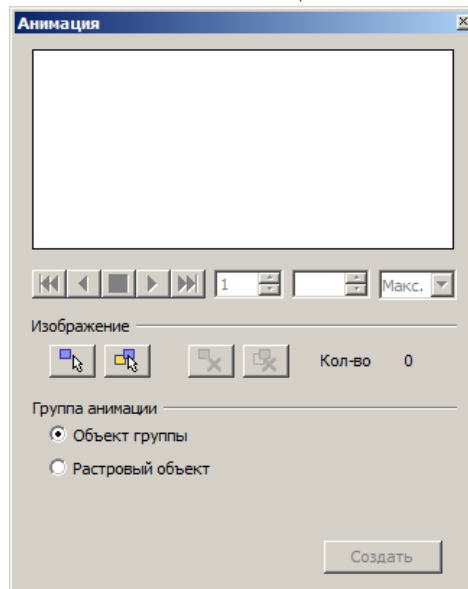 Анимация
1
Макс.
Изображение
Кол-во 0
Группа анимации
Объект группы
Растровый объект
Создать